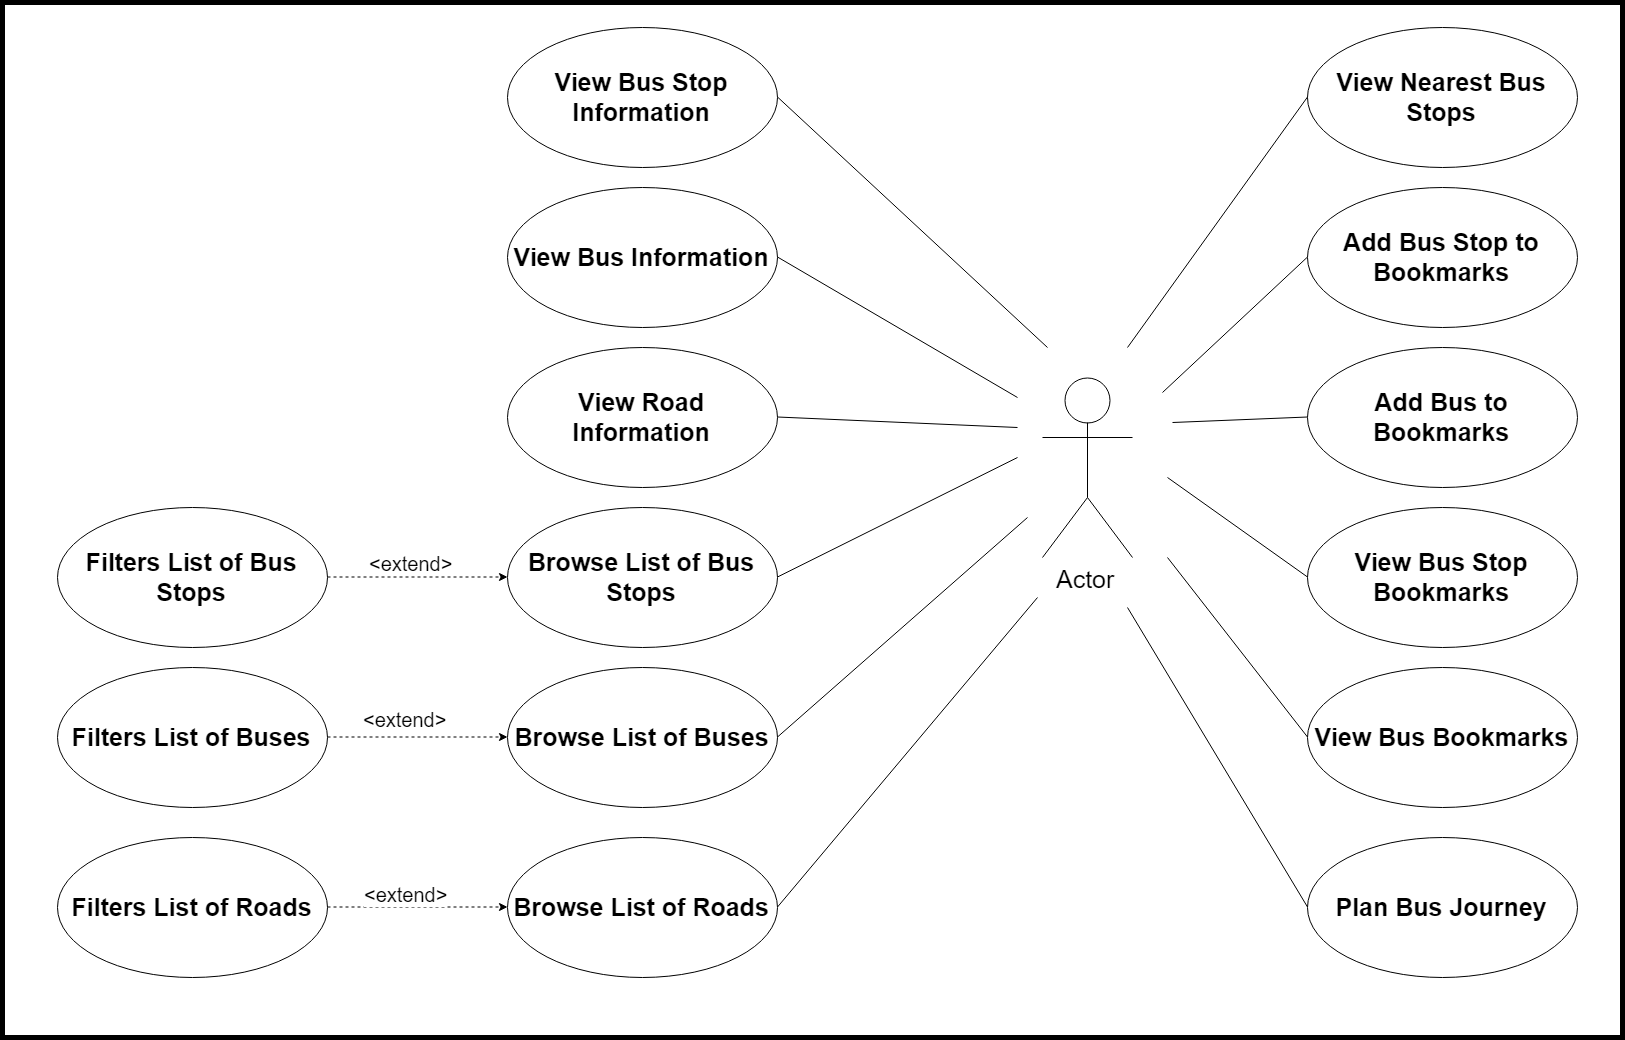 View Bus Stop
Information
View Nearest Bus
Stops
View Bus Information
Add Bus Stop to
Bookmarks
View Road
Information
Add Bus to
Bookmarks
Filters List of Bus
Stops
<extend>
Browse List of Bus
Stops
Actor
View Bus Stop
Bookmarks
Filters List of Buses
<extend>
Browse List of Buses
View Bus Bookmarks
Filters List of Roads
<extend>
Browse List of Roads
Plan Bus Journey